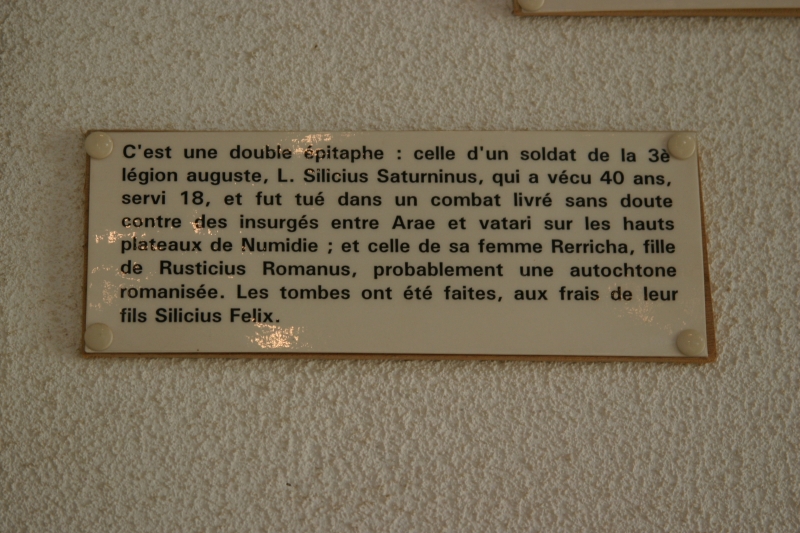 C'est une double épitaphe : celle d'un soldat de la 3è
légion auguste, L. Silicius Saturninus, qui a vécu 40 ans,
servi 18, et fut tué dans un combat livré sans doute
contre des insurgés entre Arae et vatari sur les hauts
plateaux de Numidie ; et celle de sa femme Rerricha, fille
de Rusticius Romanus, probablement une autochtone
romanisée. Les tombes ont été faites, aux frais de leur
fils Silicius Felix.